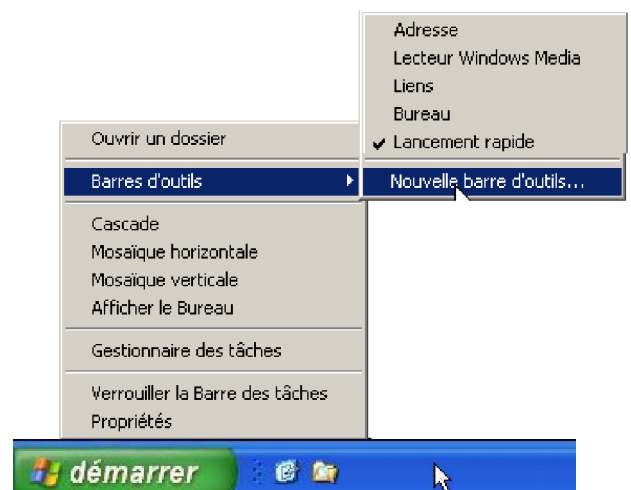 Adresse
Lecteur Windows Media
Liens
Bureau
Lancement rapide
Nouvelle barre d'outils...
Ouvrir un dossier
Barres d'outils
Cascade
Mosaïque horizontale
Mosaïque verticale
Afficher le Bureau
Gestionnaire des tâches
Verrouiller la Barre des tâches
Propriétés
démarrer